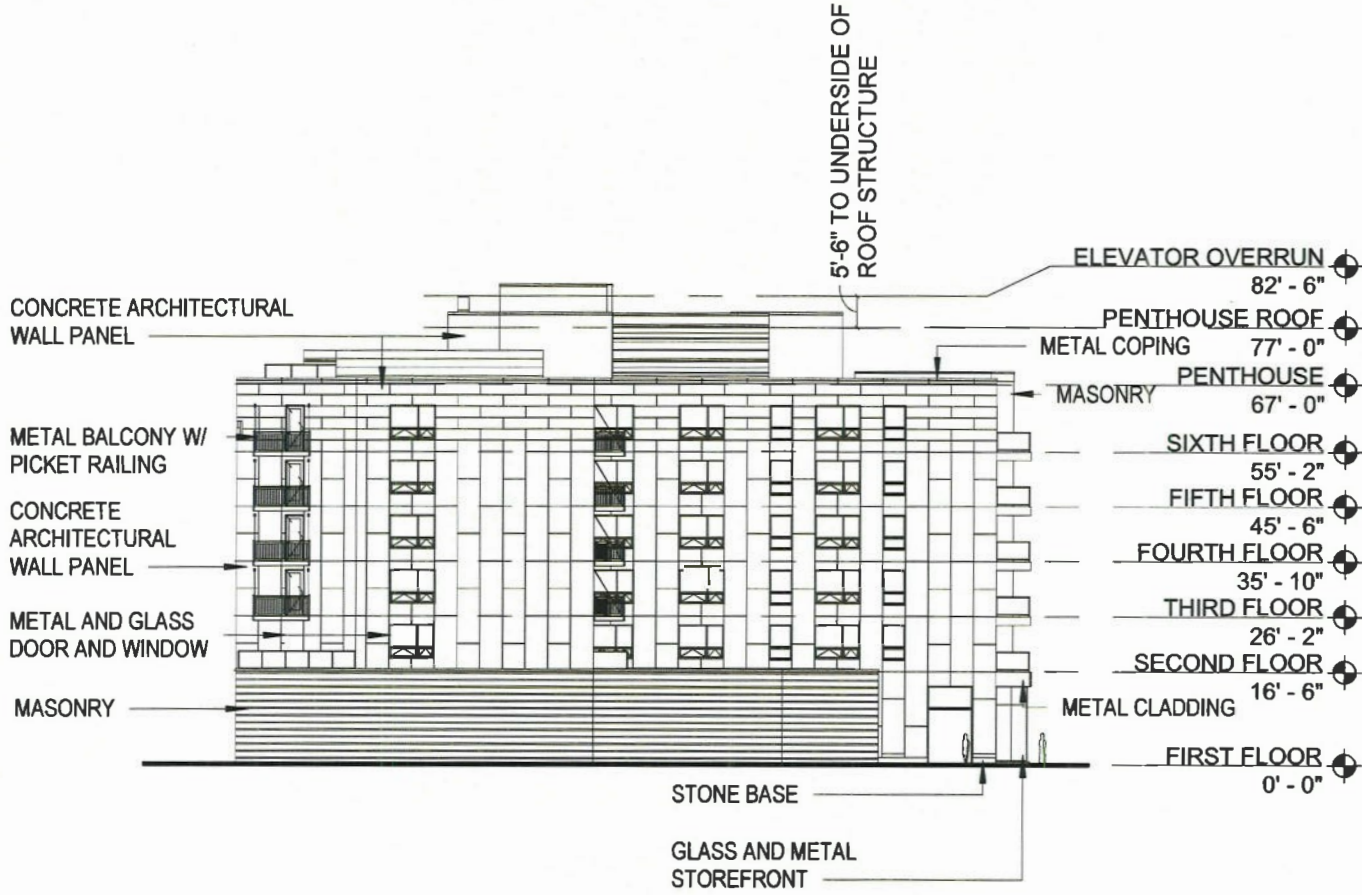 5'-6" TO UNDERSIDE OF
ROOF STRUCTURE
CONCRETE ARCHITECTURAL
WALL PANEL
METAL BALCONY W/
PICKET RAILING
CONCRETE
ARCHITECTURAL
WALL PANEL
METAL AND GLASS
DOOR AND WINDOW
MASONRY
ELEVATOR OVERRUN
82' - 6"
PENTHOUSE ROOF
77' - 0"
METAL COPING
PENTHOUSE
67' - 0"
MASONRY
SIXTH FLOOR
55' - 2"
FIFTH FLOOR
45' - 6"
FOURTH FLOOR
35' - 10"
THIRD FLOOR
26' - 2"
SECOND FLOOR
16' - 6"
METAL CLADDING
FIRST FLOOR
0' - 0"
STONE BASE
GLASS AND METAL
STOREFRONT